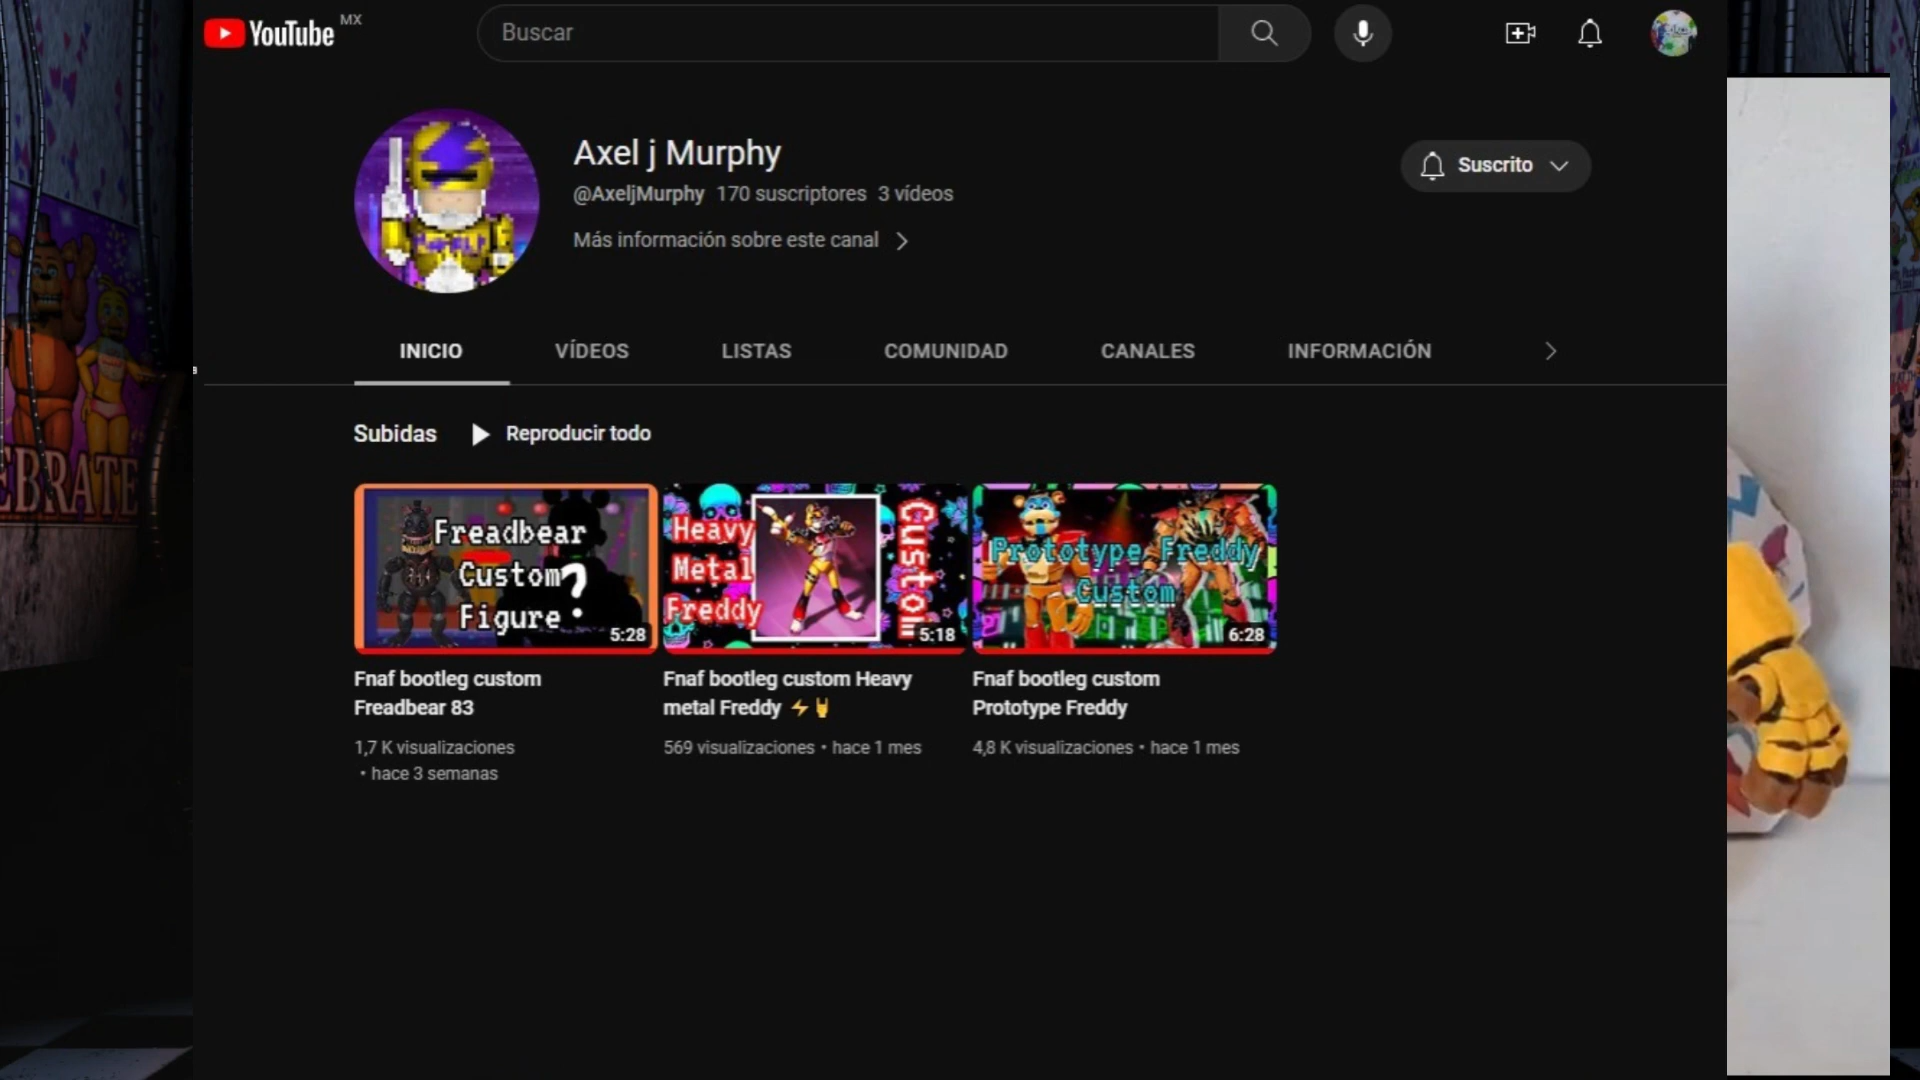 YouTube MX
Buscar
Axel j Murphy
@AxeljMurphy 170 suscriptores 3 vídeos
Más información sobre este canal
Suscrito
INICIO VÍDEOS LISTAS COMUNIDAD CANALES INFORMACIÓN
Subidas Reproducir todo
EBRATE
Freadbear
Custom?
Figure
5:28
Heavy
Metal
Freddy
Custom
5:18
Prototype Freddy
Custom
6:28
Fnaf bootleg custom
Freadbear 83
1,7 K visualizaciones
• hace 3 semanas
Fnaf bootleg custom Heavy
metal Freddy ⚡🤘
569 visualizaciones • hace 1 mes
Fnaf bootleg custom
Prototype Freddy
4,8 K visualizaciones • hace 1 mes